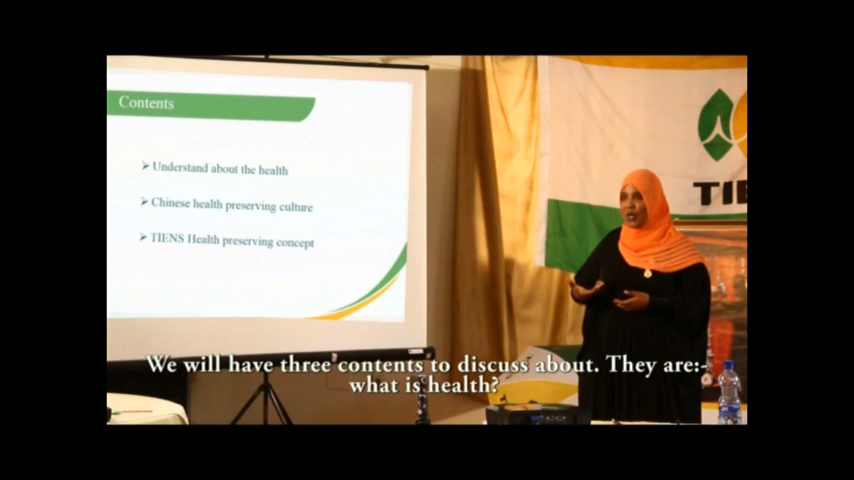 Contents
➢ Understand about the health
➢ Chinese health preserving culture
➢ TIENS Health preserving concept
TIE
We will have three contents to discuss about. They are:-
what is health?